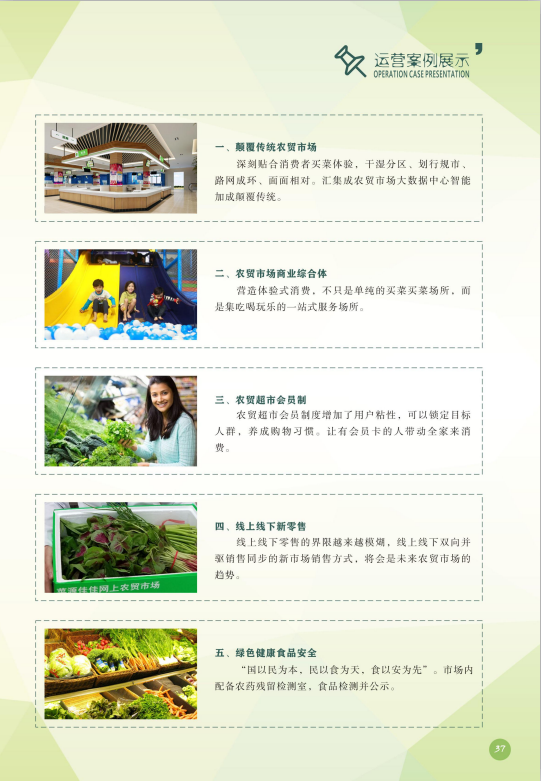 运营案例展示
OPERATION CASE PRESENTATION
一、颠覆传统农贸市场
深刻贴合消费者买菜体验，干湿分区、划行规市、
路网成环、面面相对。汇集成农贸市场大数据中心智能
加成颠覆传统。
二、农贸市场商业综合体
营造体验式消费，不只是单纯的买菜买菜场所，而
是集吃喝玩乐的一站式服务场所。
三、农贸超市会员制
农贸超市会员制度增加了用户粘性，可以锁定目标
人群，养成购物习惯。让有会员卡的人带动全家来消
费。
四、线上线下新零售
线上线下零售的界限越来越模糊，线上线下双向并
驱销售同步的新市场销售方式，将会是未来农贸市场的
趋势。
佳佳网上农贸市场
五、绿色健康食品安全
“国以民为本，民以食为天，食以安为先”。市场内
配备农药残留检测室，食品检测并公示。
37